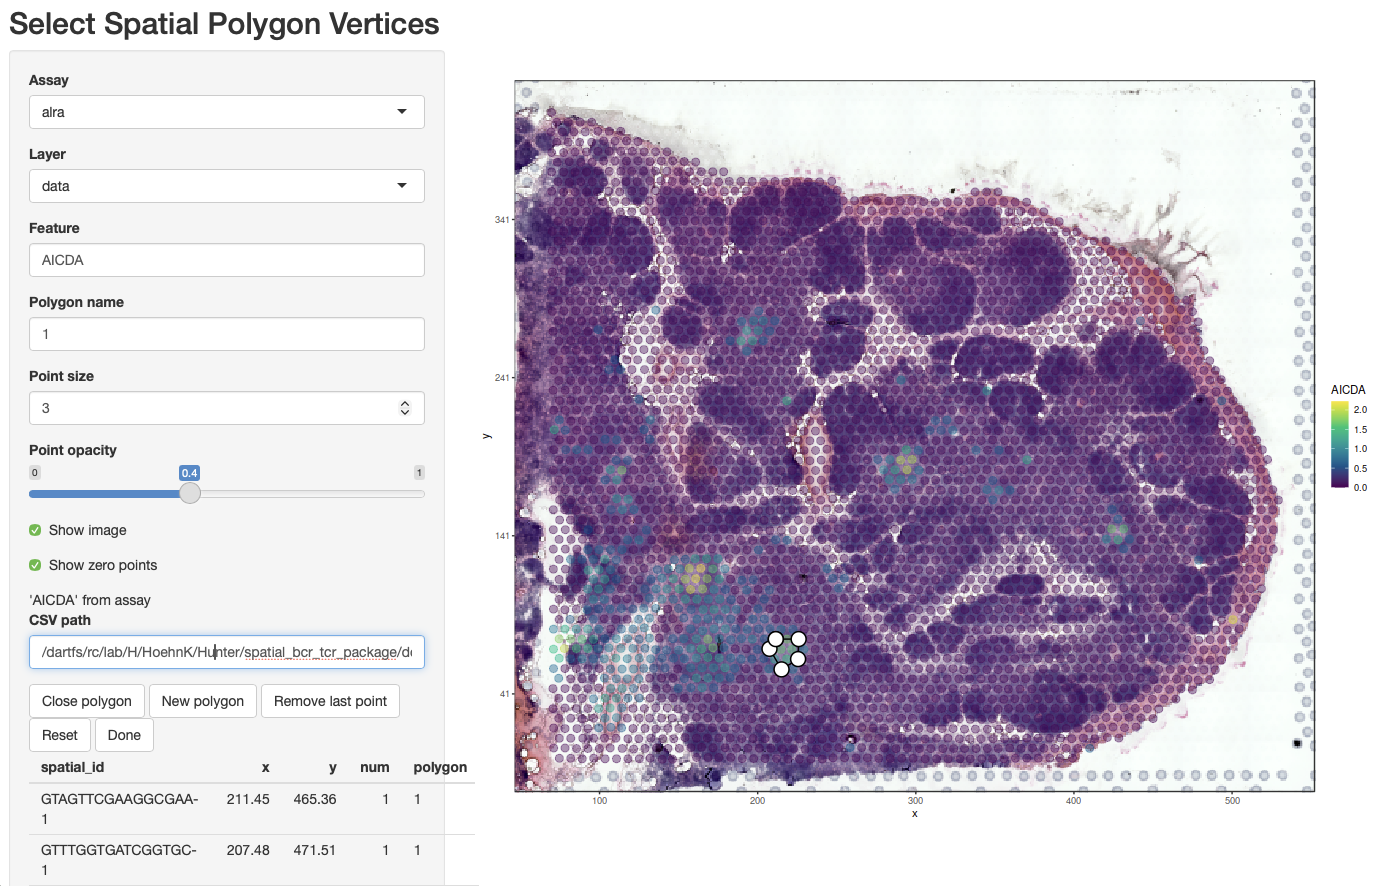 Select Spatial Polygon Vertices
Assay
alra
Layer
data
Feature
AICDA
Polygon name
1
Point size
3
Point opacity
0 0.4 1
Show image
Show zero points
'AICDA' from assay
CSV path
/dartfs/rc/lab/H/HoehnK/Hunter/spatial_bcr_tcr_package/de
Close polygon New polygon Remove last point
Reset Done
spatial_id x y num polygon
GTAGTTCGAAGGCGAA-1 211.45 465.36 1 1
GTTTGGTGATCGGTGC-1 207.48 471.51 1 1
341
241
y
141
41
100 200 300 400 500
x
AICDA
2.0
1.5
1.0
0.5
0.0